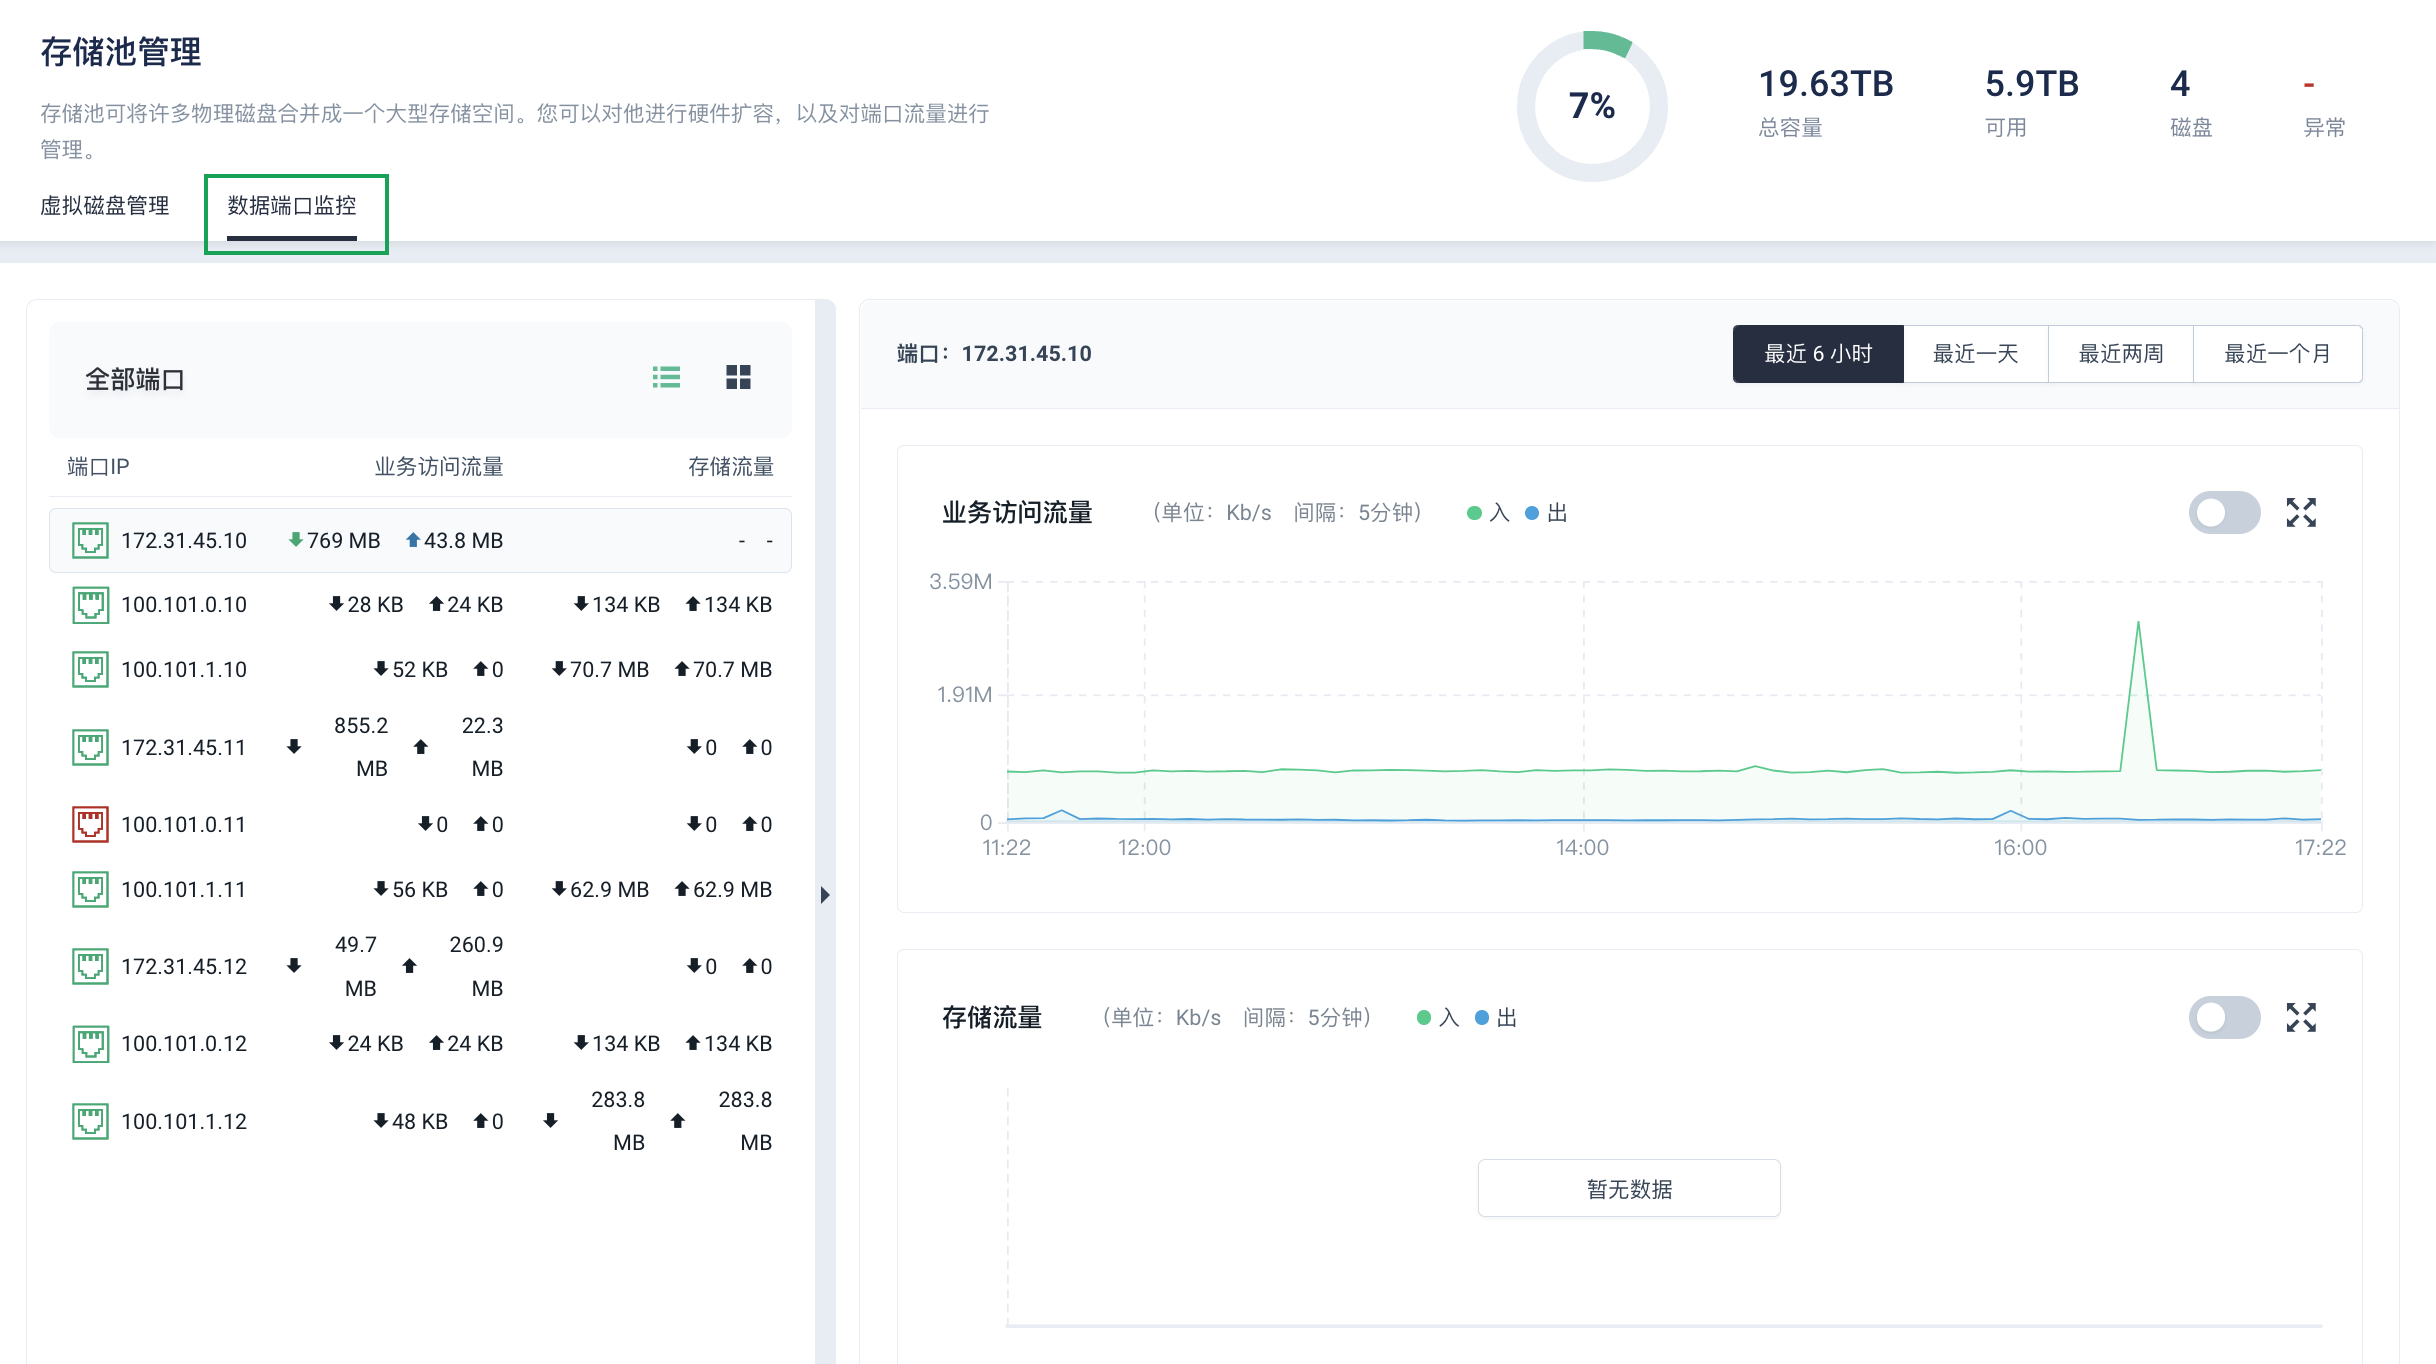 存储池管理
存储池可将许多物理磁盘合并成一个大型存储空间。您可以对他进行硬件扩容，以及对端口流量进行
管理。
虚拟磁盘管理 数据端口监控
7%
19.63TB 5.9TB 4 -
总容量 可用 磁盘 异常
全部端口
端口IP 业务访问流量 存储流量
172.31.45.10 769 MB 43.8 MB - -
100.101.0.10 28 KB 24 KB 134 KB 134 KB
100.101.1.10 52 KB 0 70.7 MB 70.7 MB
172.31.45.11 855.2 MB 22.3 MB 0 0
100.101.0.11 0 0 0 0
100.101.1.11 56 KB 0 62.9 MB 62.9 MB
172.31.45.12 49.7 MB 260.9 MB 0 0
100.101.0.12 24 KB 24 KB 134 KB 134 KB
100.101.1.12 48 KB 0 283.8 MB 283.8 MB
端口：172.31.45.10
最近 6 小时 最近一天 最近两周 最近一个月
业务访问流量 （单位：Kb/s 间隔：5分钟） 入 出
3.59M
1.91M
0
11:22 12:00 14:00 16:00 17:22
存储流量 （单位：Kb/s 间隔：5分钟） 入 出
暂无数据